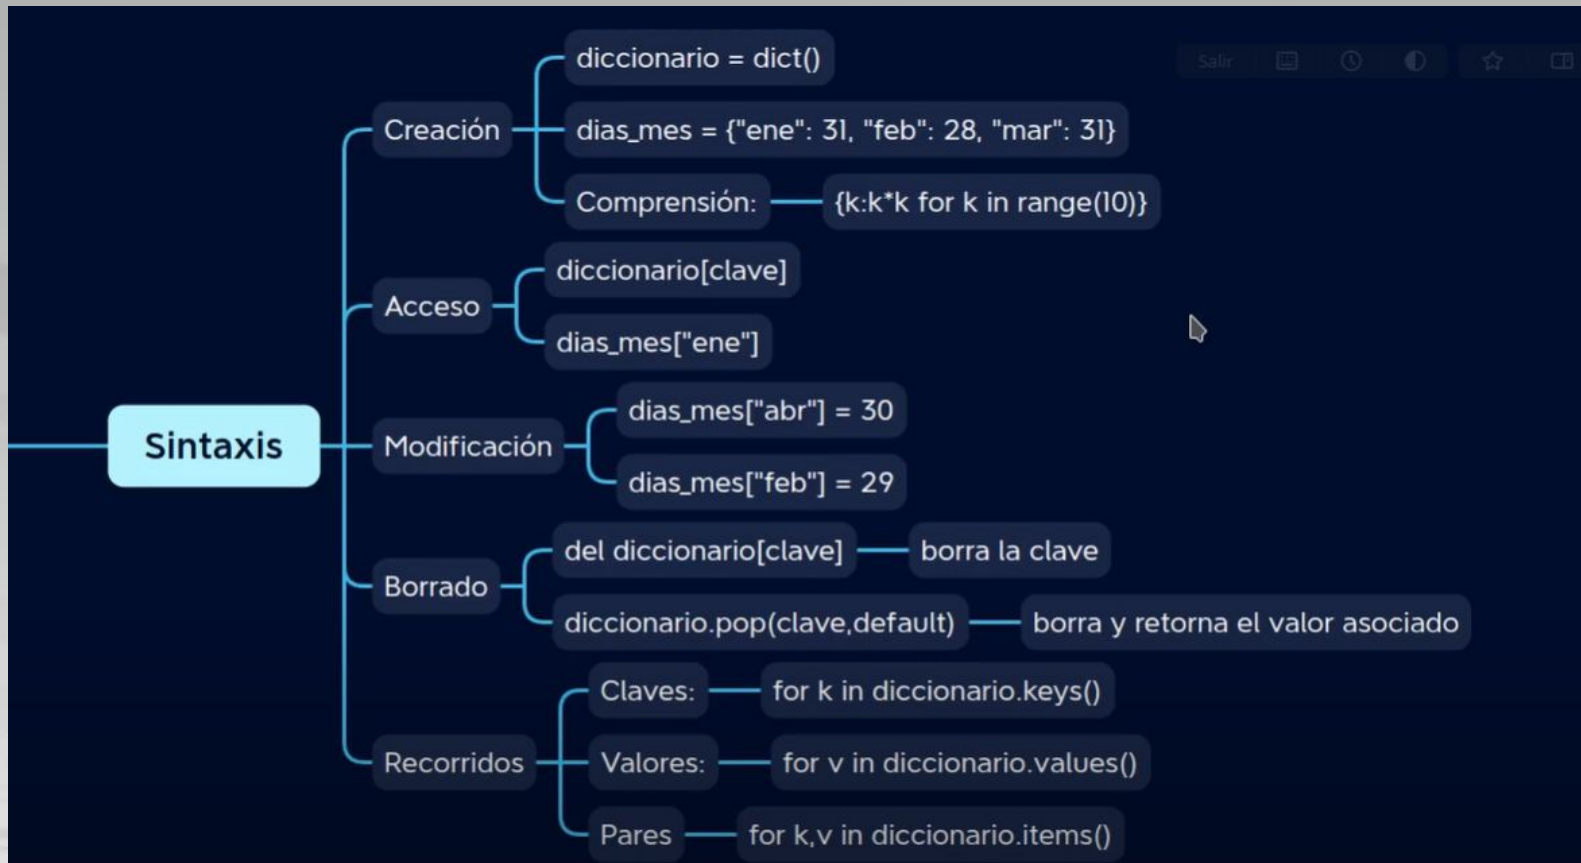 Salir
diccionario = dict()
Creación
dias_mes = {"ene": 31, "feb": 28, "mar": 31}
Comprensión:
{k:k*k for k in range(10)}
Acceso
diccionario[clave]
dias_mes["ene"]
Sintaxis
Modificación
dias_mes["abr"] = 30
dias_mes["feb"] = 29
Borrado
del diccionario[clave]
borra la clave
diccionario.pop(clave,default)
borra y retorna el valor asociado
Recorridos
Claves:
for k in diccionario.keys()
Valores:
for v in diccionario.values()
Pares
for k,v in diccionario.items()